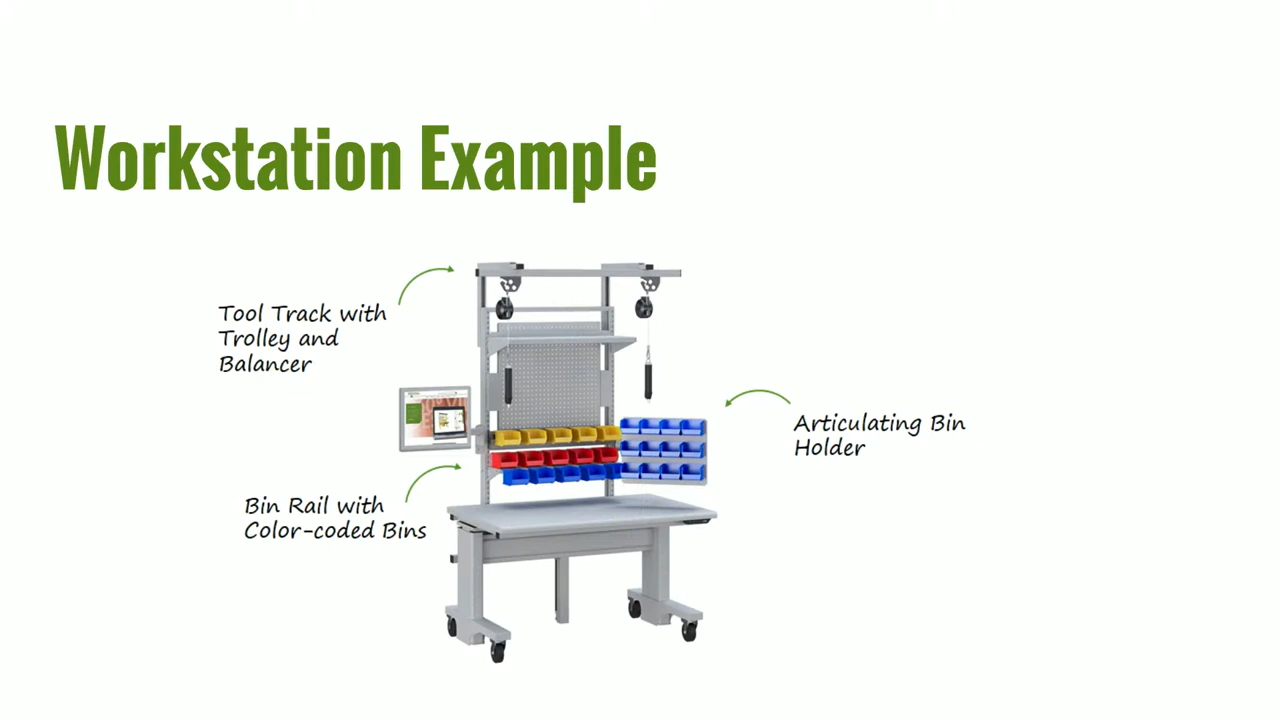 Workstation Example
Tool Track with
Trolley and
Balancer
Articulating Bin
Holder
Bin Rail with
Color-coded Bins